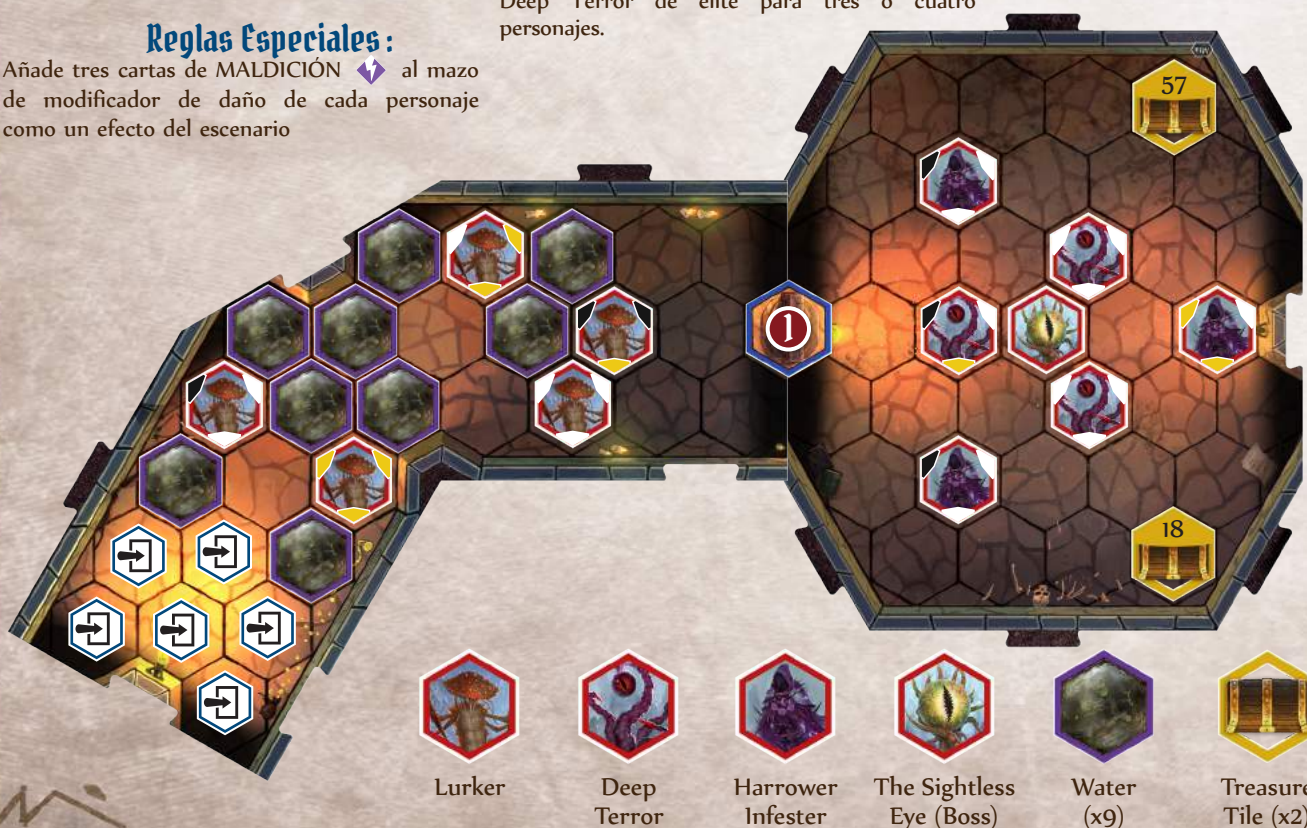 Deep Terror de élite para tres o cuatro
personajes.
Reglas Especiales:
Añade tres cartas de MALDICIÓN al mazo
de modificador de daño de cada personaje
como un efecto del escenario
57
1
18
Lurker
Deep
Terror
Harrower
Infester
The Sightless
Eye (Boss)
Water
(x9)
Treasure
Tile (x2)